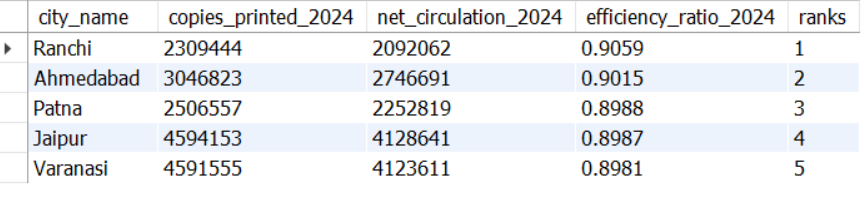 city_name copies_printed_2024 net_circulation_2024 efficiency_ratio_2024 ranks
Ranchi 2309444 2092062 0.9059 1
Ahmedabad 3046823 2746691 0.9015 2
Patna 2506557 2252819 0.8988 3
Jaipur 4594153 4128641 0.8987 4
Varanasi 4591555 4123611 0.8981 5